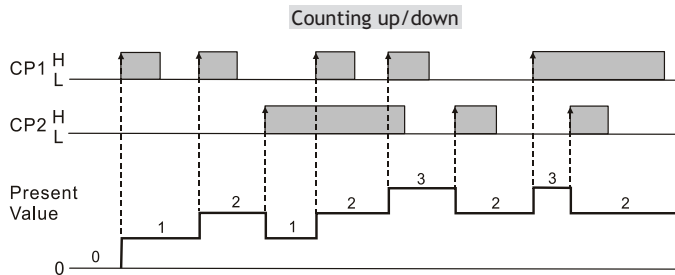 Counting up/down
CP1 H
L
CP2 H
L
Present
Value
0 0 1 2 1 2 3 2 3 2